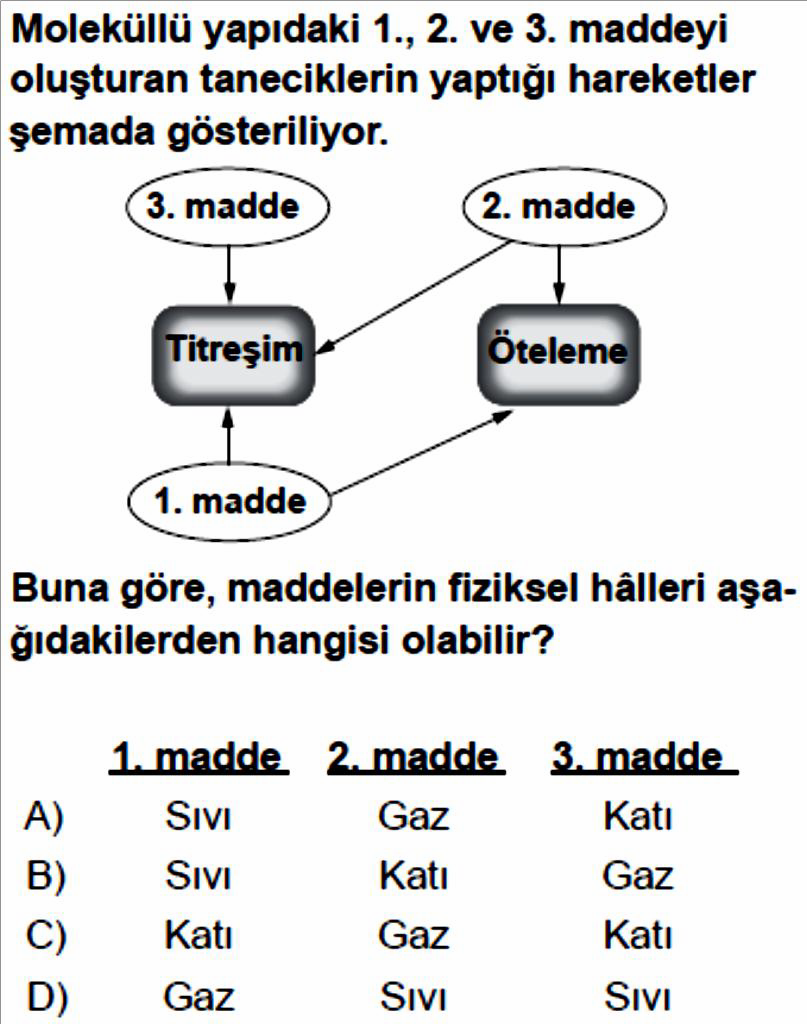 Moleküllü yapıdaki 1., 2. ve 3. maddeyi
oluşturan taneciklerin yaptığı hareketler
şemada gösteriliyor.
3. madde
2. madde
Titreşim
Öteleme
1. madde
Buna göre, maddelerin fiziksel hâlleri aşa-
ğıdakilerden hangisi olabilir?
1. madde 2. madde 3. madde
A) Sıvı Gaz Katı
B) Sıvı Katı Gaz
C) Katı Gaz Katı
D) Gaz Sıvı Sıvı